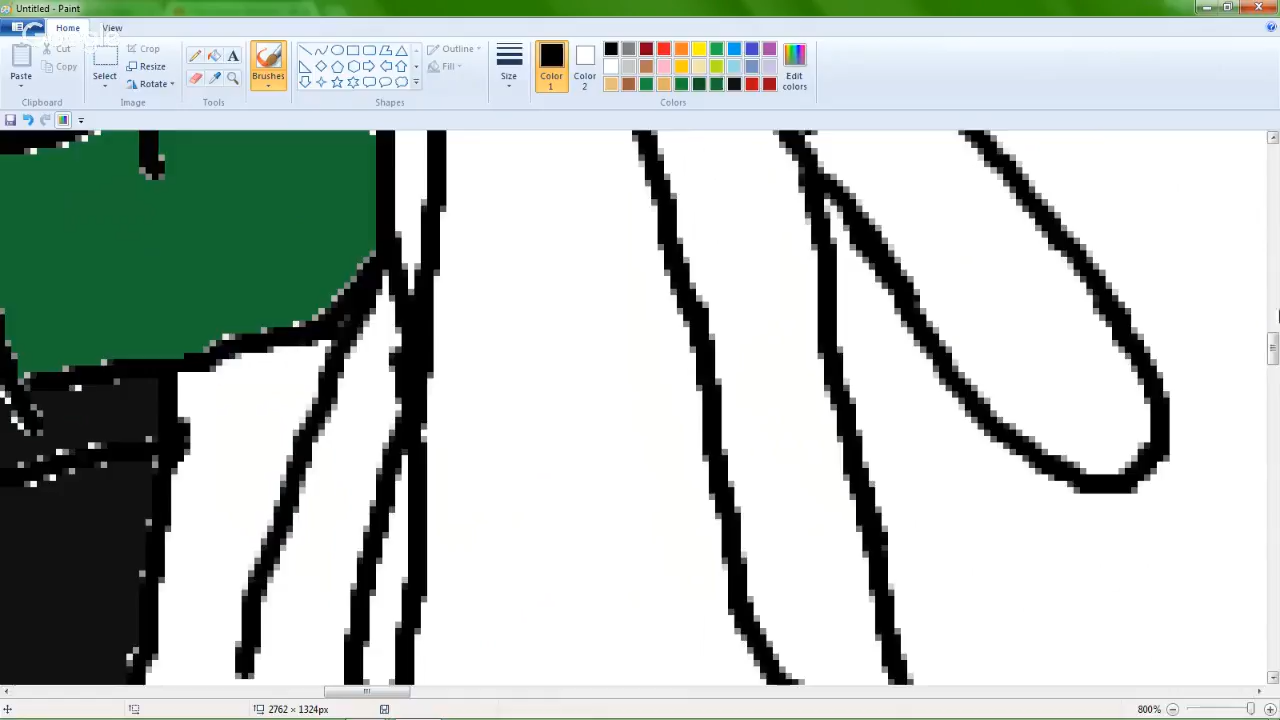 Untitled - Paint
Home
View
Paste
Cut
Copy
Clipboard
Select
Crop
Resize
Rotate
Image
A
Tools
Brushes
Shapes
Outline
Fill
Size
Color
1
Color
2
Edit
colors
Colors
2762 × 1324px
800%